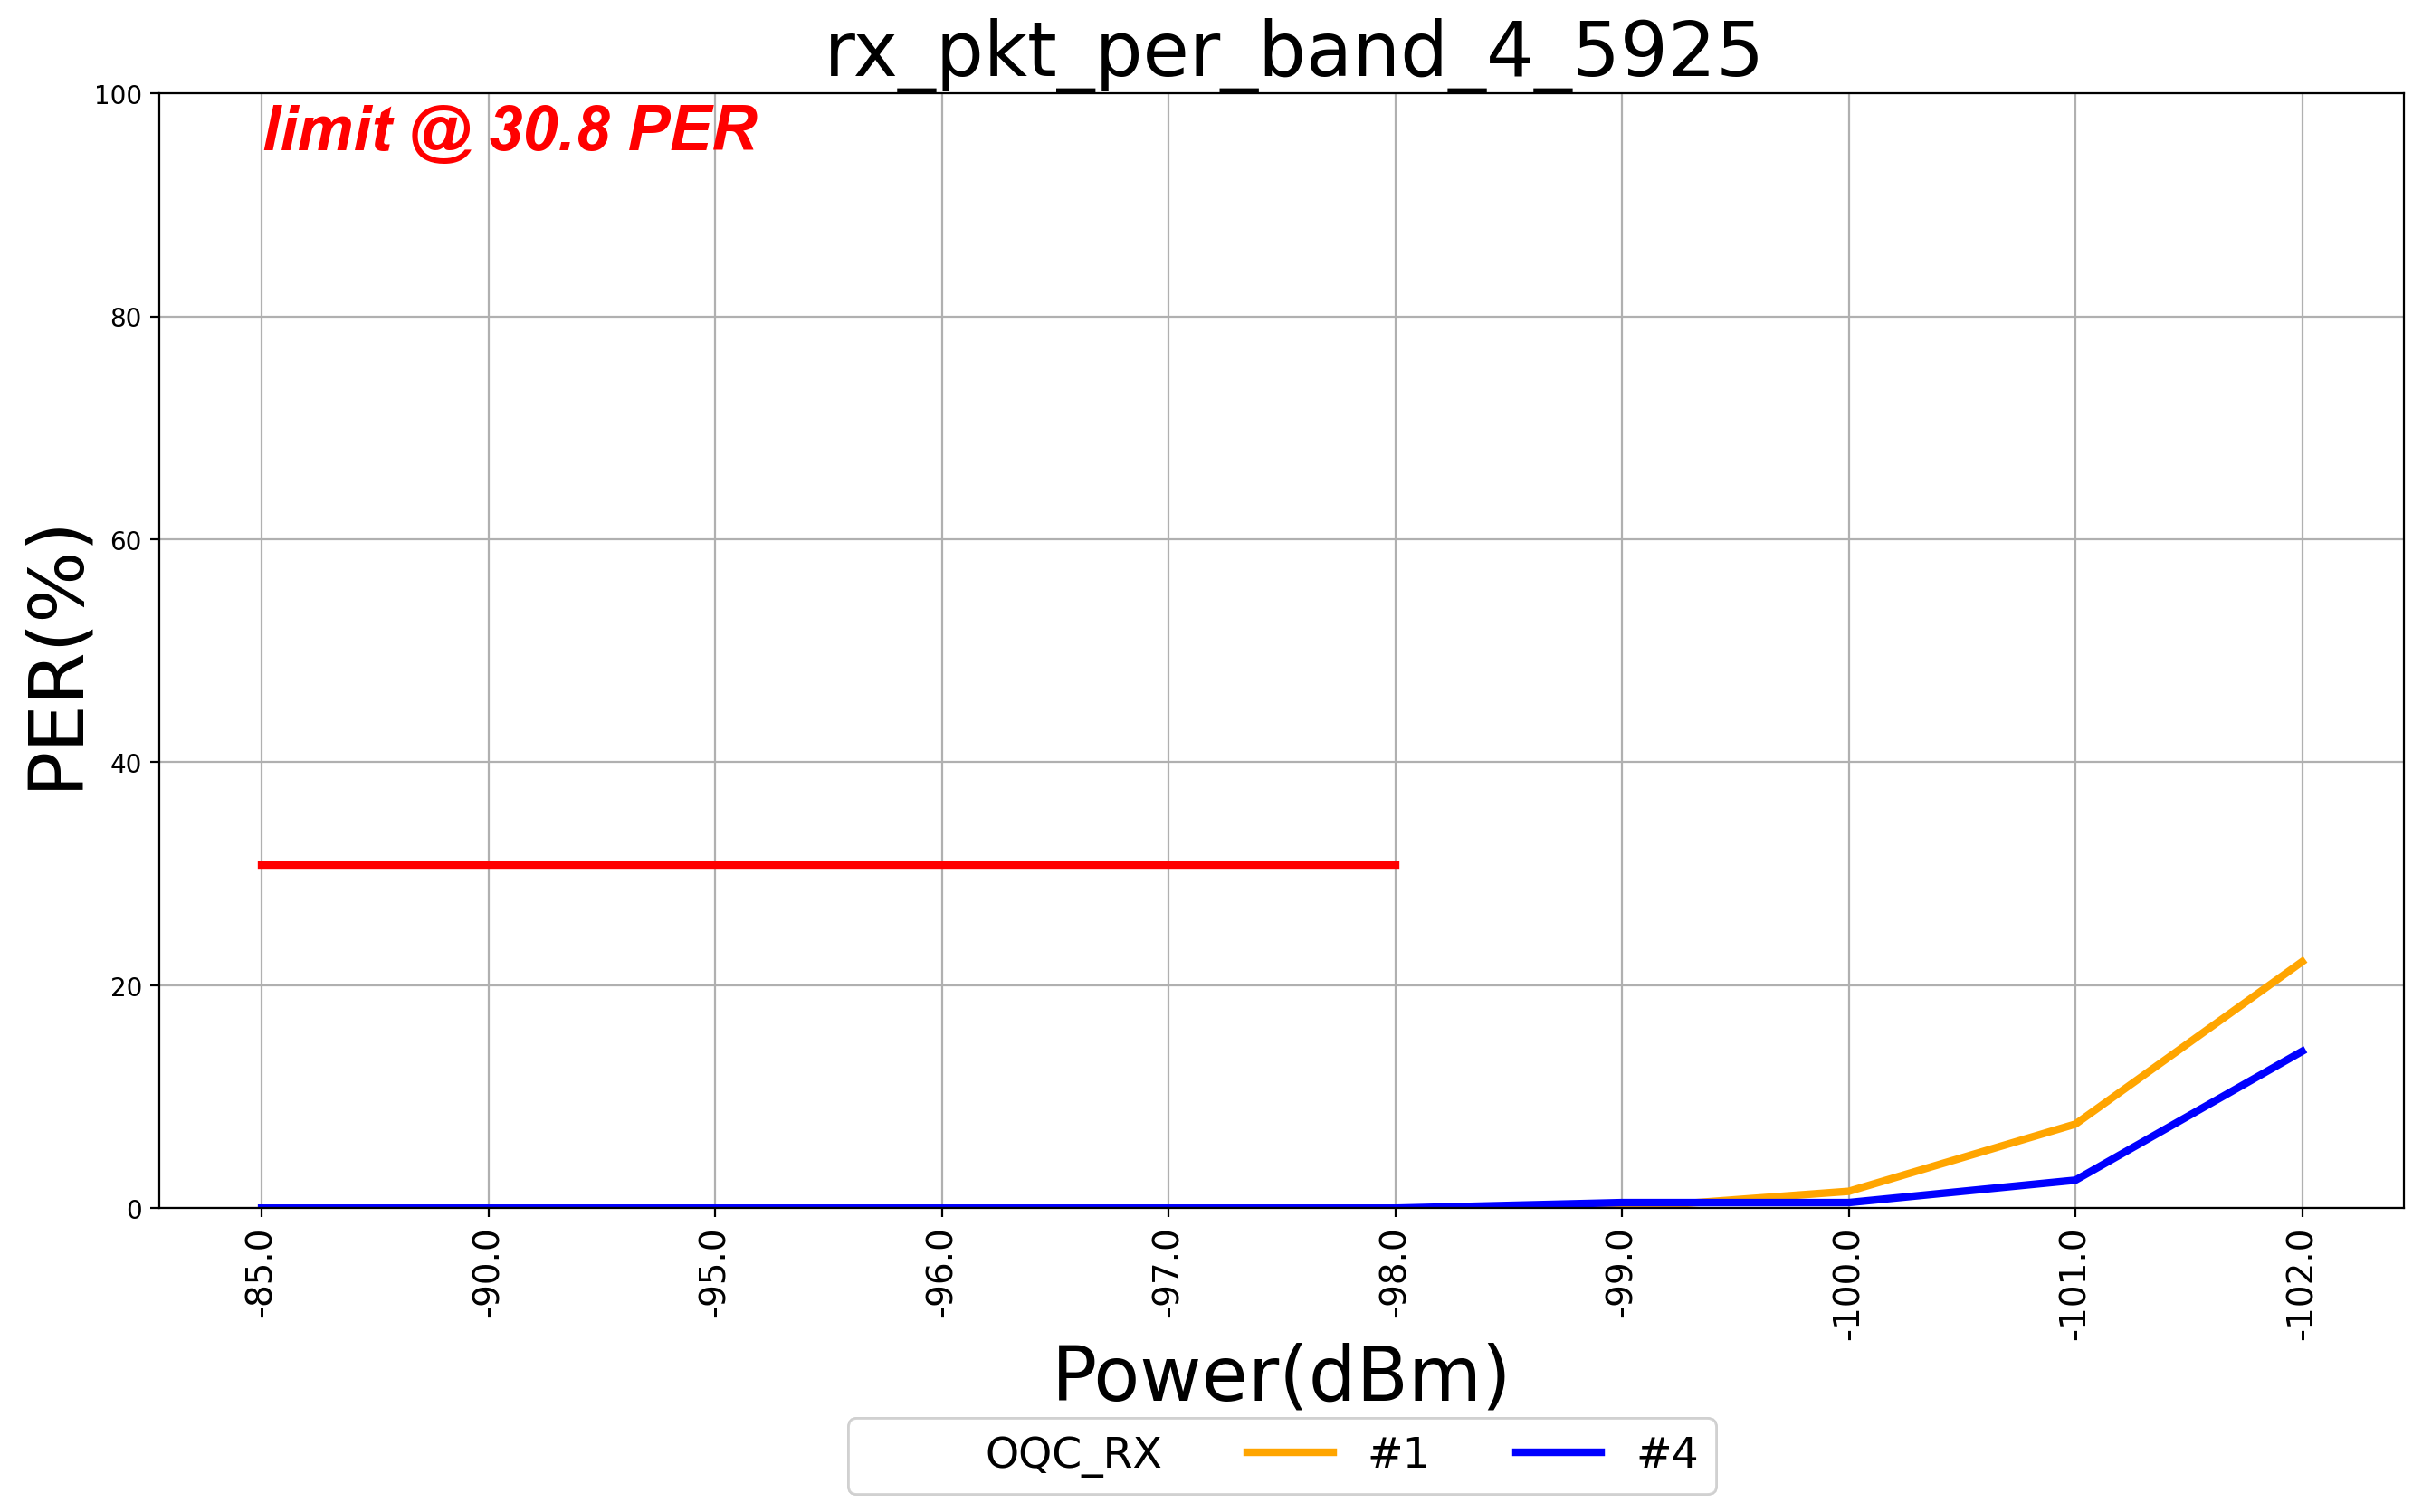 rx_pkt_per_band_4_5925
limit @ 30.8 PER
100
80
60
40
20
0
PER(%)
-85.0 -90.0 -95.0 -96.0 -97.0 -98.0 -99.0 -100.0 -101.0 -102.0
Power(dBm)
OQC_RX #1 #4